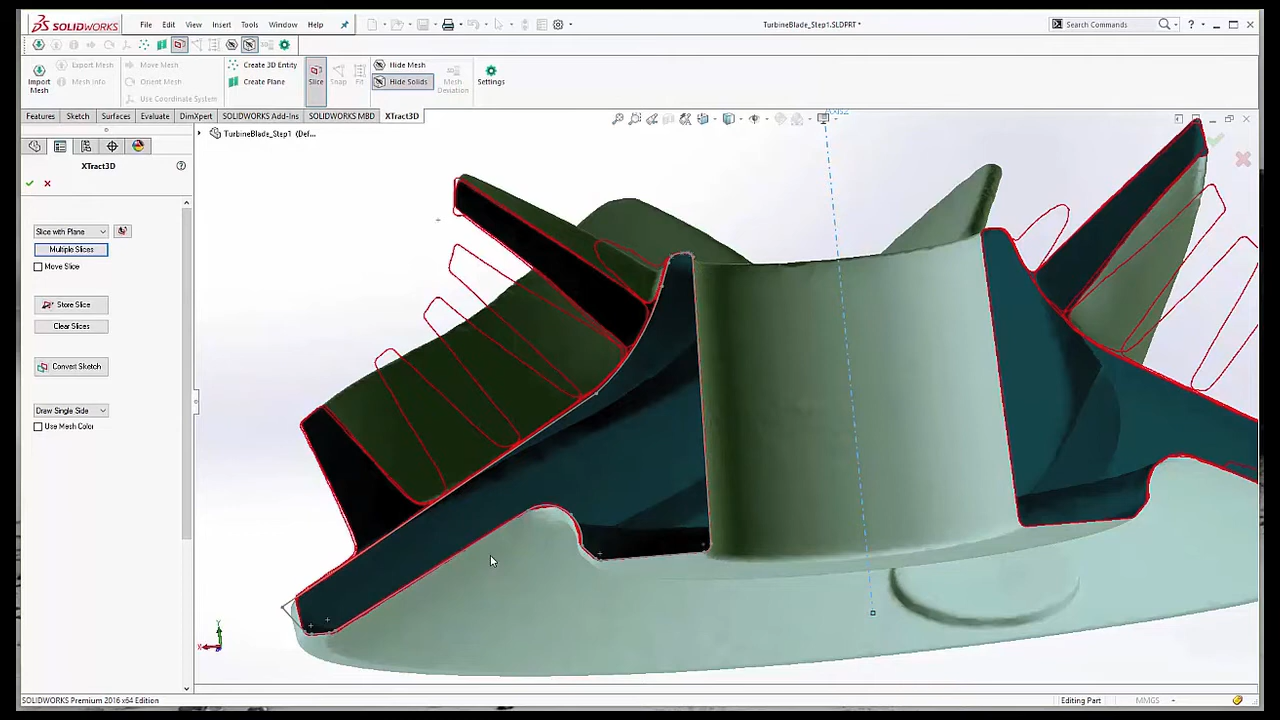 SOLIDWORKS File Edit View Insert Tools Window Help TurbineBlade_Step1.SLDPRT * Search Commands
Import Mesh
Export Mesh
Mesh Info
Move Mesh
Orient Mesh
Use Coordinate System
Create 3D Entity
Create Plane
Slice
Snap
Fit
Hide Mesh
Hide Solids
Mesh Deviation
Settings
Features Sketch Surfaces Evaluate DimXpert SOLIDWORKS Add-Ins SOLIDWORKS MBD XTract3D
TurbineBlade_Step1 (Def...
Axis2
XTract3D
Slice with Plane
Multiple Slices
Move Slice
Store Slice
Clear Slices
Convert Sketch
Draw Single Side
Use Mesh Color
Y
X
SOLIDWORKS Premium 2016 x64 Edition Editing Part MMGS